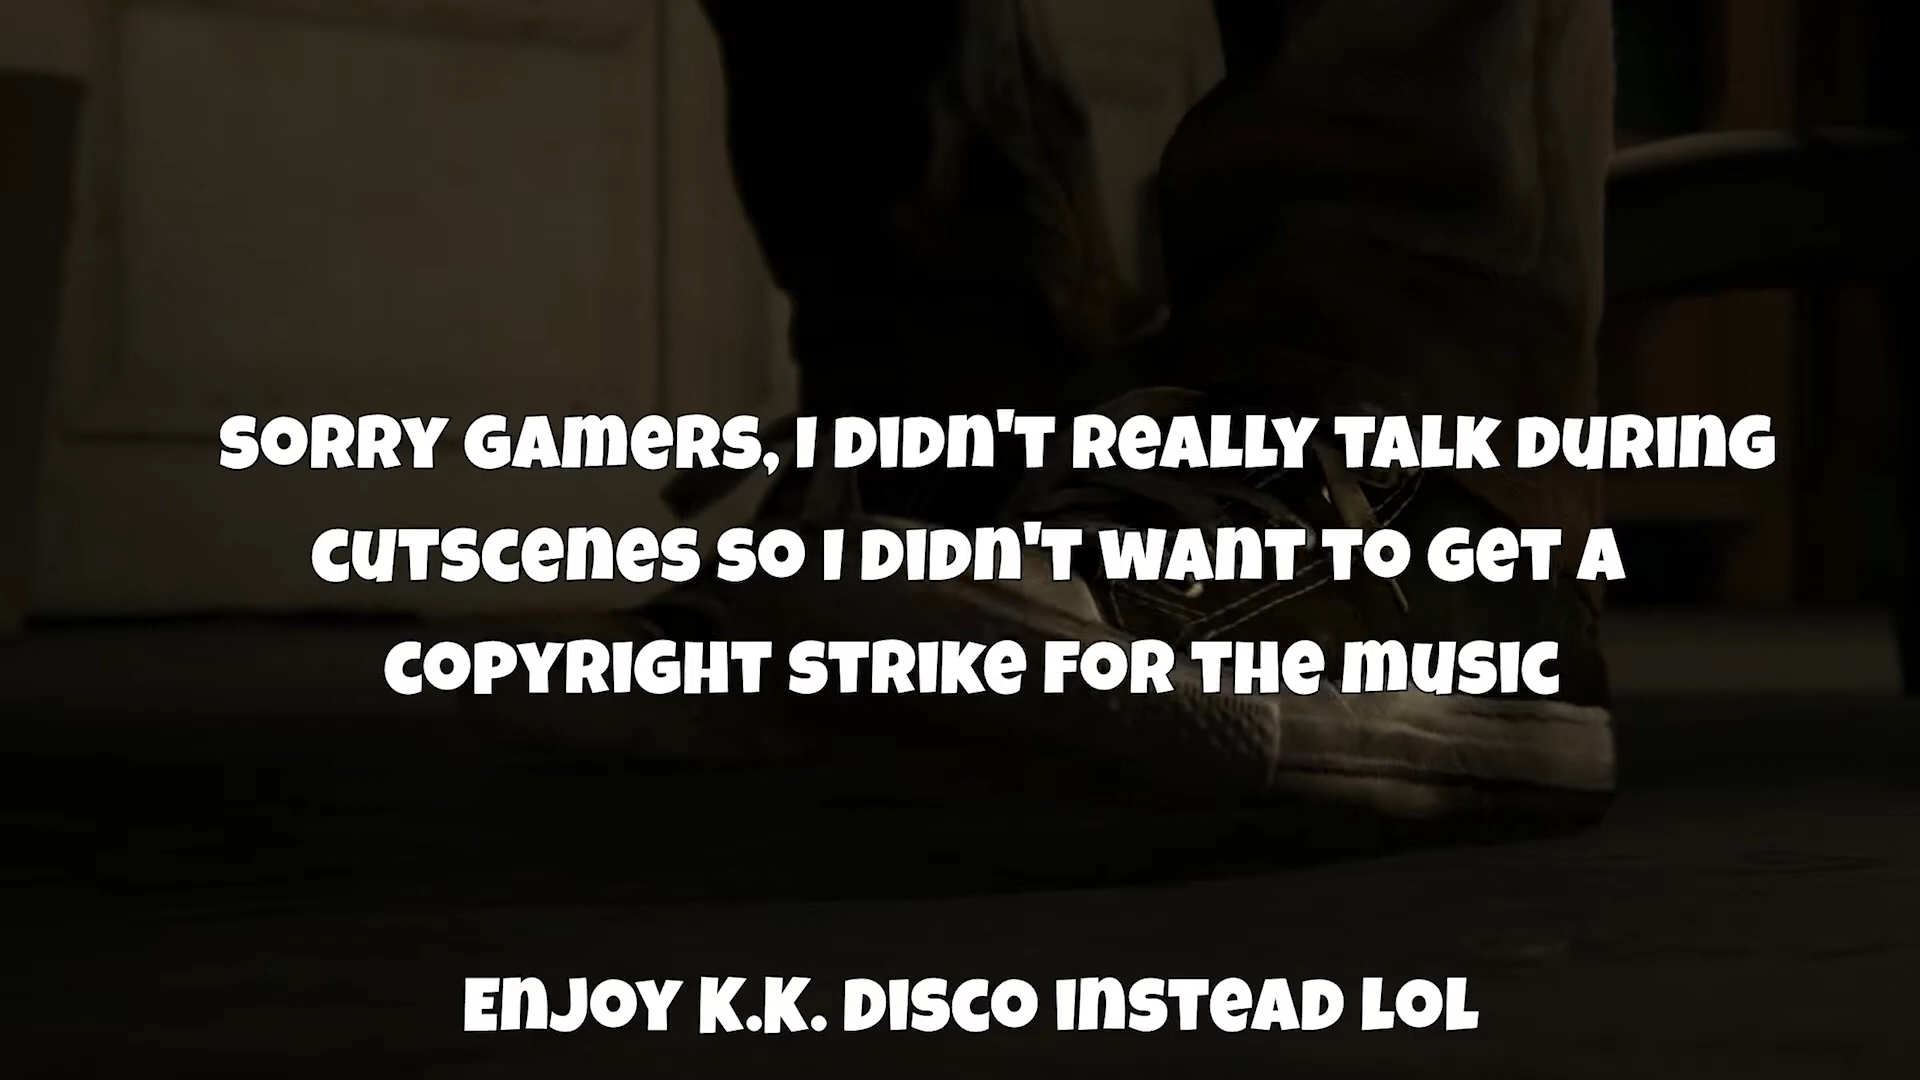 SORRY GAMERS, I DIDN'T REALLY TALK DURING
CUTSCENES SO I DIDN'T WANT TO GET A
COPYRIGHT STRIKE FOR THE MUSIC
ENJOY K.K. DISCO INSTEAD LOL